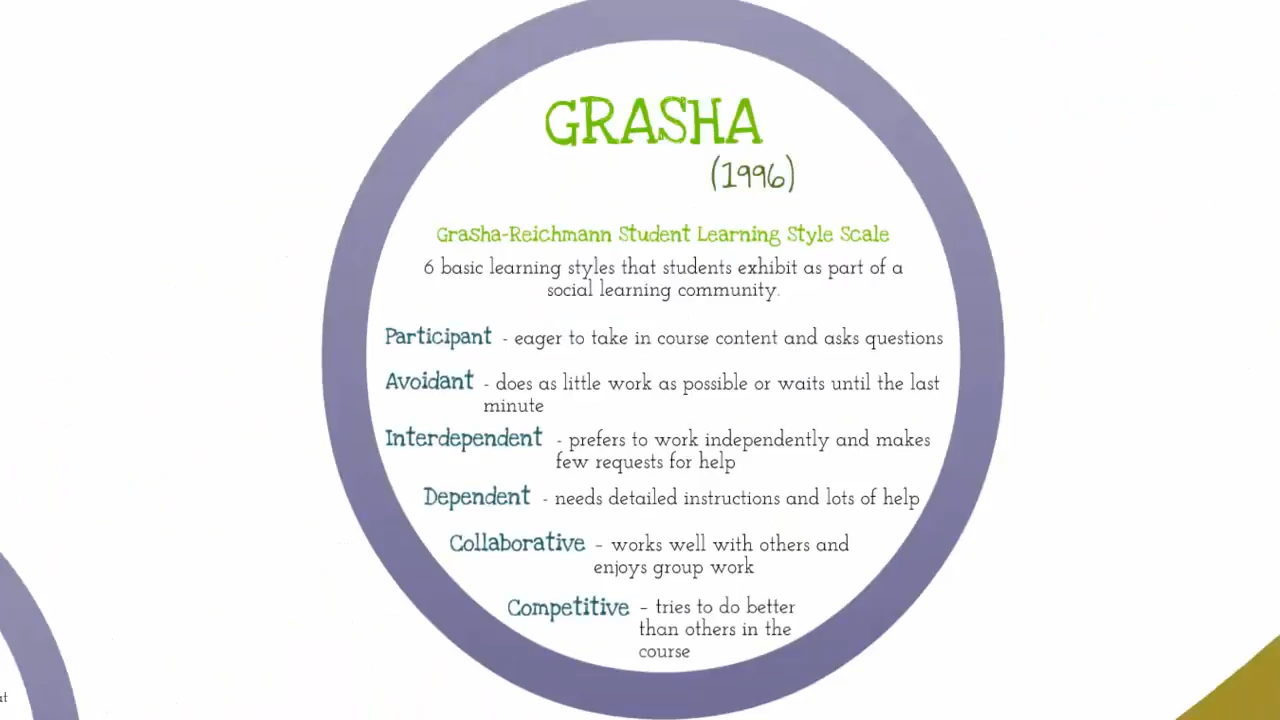 GRASHA
(1996)
Grasha-Reichmann Student Learning Style Scale
6 basic learning styles that students exhibit as part of a
social learning community.
Participant - eager to take in course content and asks questions
Avoidant - does as little work as possible or waits until the last
minute
Interdependent - prefers to work independently and makes
few requests for help
Dependent - needs detailed instructions and lots of help
Collaborative - works well with others and
enjoys group work
Competitive - tries to do better
than others in the
course